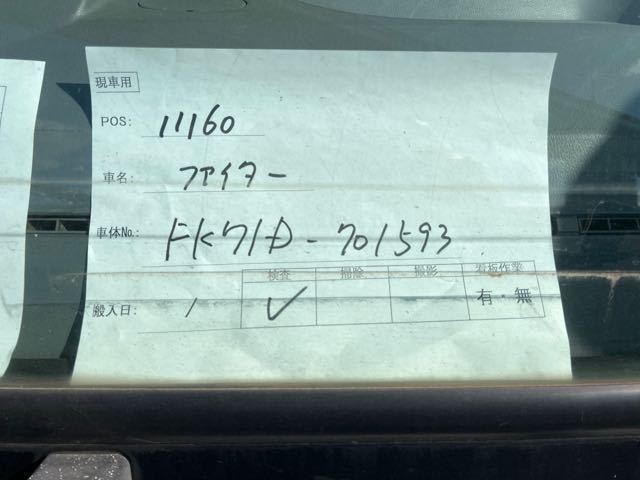 現車用
POS: 11160
車名: ファイター
車体No.: FK71D-701593
検査 掃除 撮影 看板作業
搬入日: / ✓ 有・無